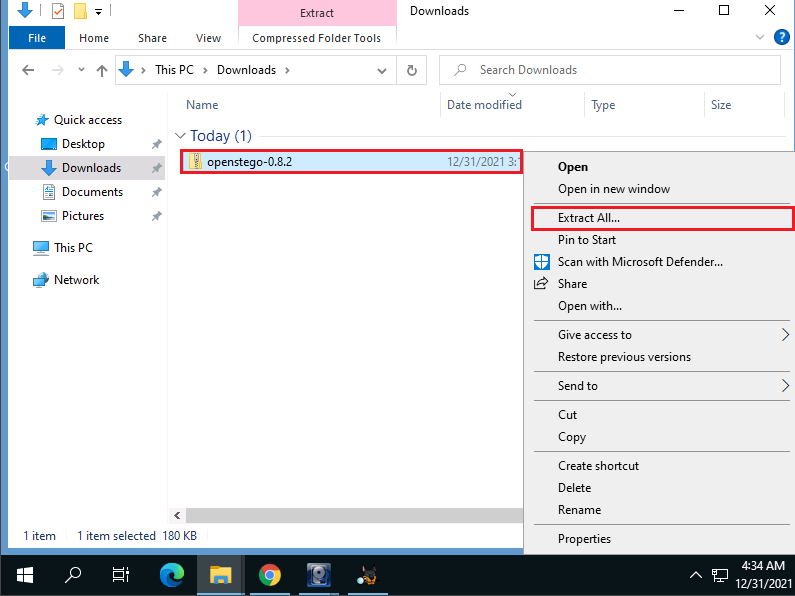 Extract
Downloads
File
Home
Share
View
Compressed Folder Tools
This PC
Downloads
Search Downloads
Name
Date modified
Type
Size
Quick access
Desktop
Downloads
Documents
Pictures
This PC
Network
Today (1)
openstego-0.8.2
12/31/2021 3:
Open
Open in new window
Extract All...
Pin to Start
Scan with Microsoft Defender...
Share
Open with...
Give access to
Restore previous versions
Send to
Cut
Copy
Create shortcut
Delete
Rename
Properties
1 item
1 item selected
180 KB
4:34 AM
12/31/2021